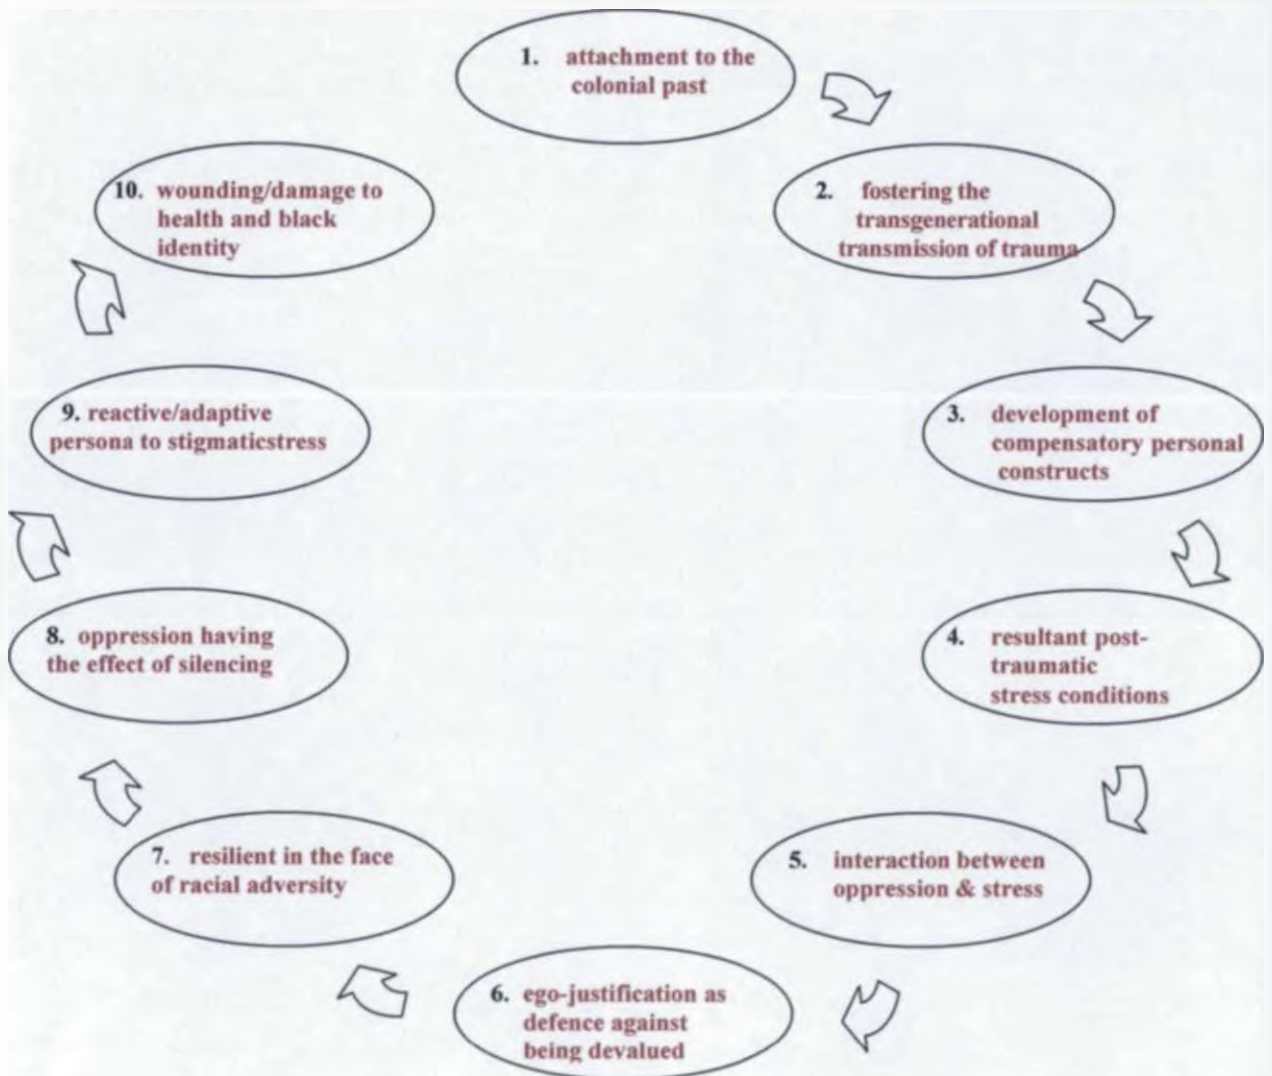 1. attachment to the
colonial past
2. fostering the
transgenerational
transmission of trauma
3. development of
compensatory personal
constructs
4. resultant post-
traumatic
stress conditions
5. interaction between
oppression & stress
6. ego-justification as
defence against
being devalued
7. resilient in the face
of racial adversity
8. oppression having
the effect of silencing
9. reactive/adaptive
persona to stigmaticstress
10. wounding/damage to
health and black
identity